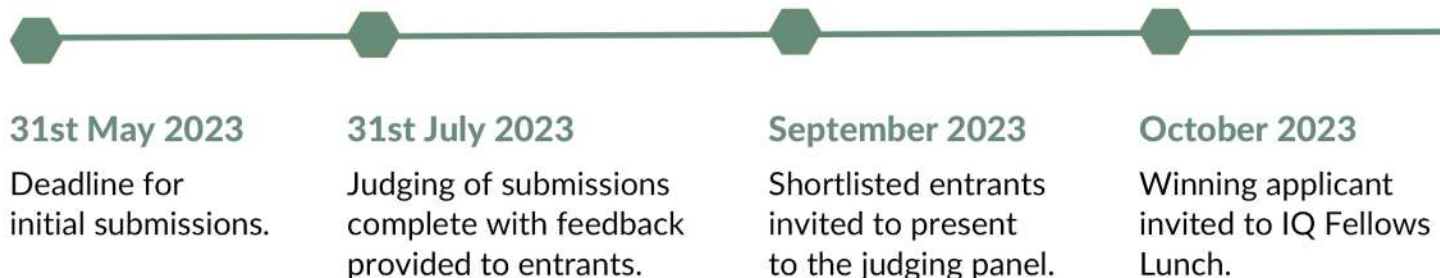 31st May 2023
Deadline for
initial submissions.
31st July 2023
Judging of submissions
complete with feedback
provided to entrants.
September 2023
Shortlisted entrants
invited to present
to the judging panel.
October 2023
Winning applicant
invited to IQ Fellows
Lunch.